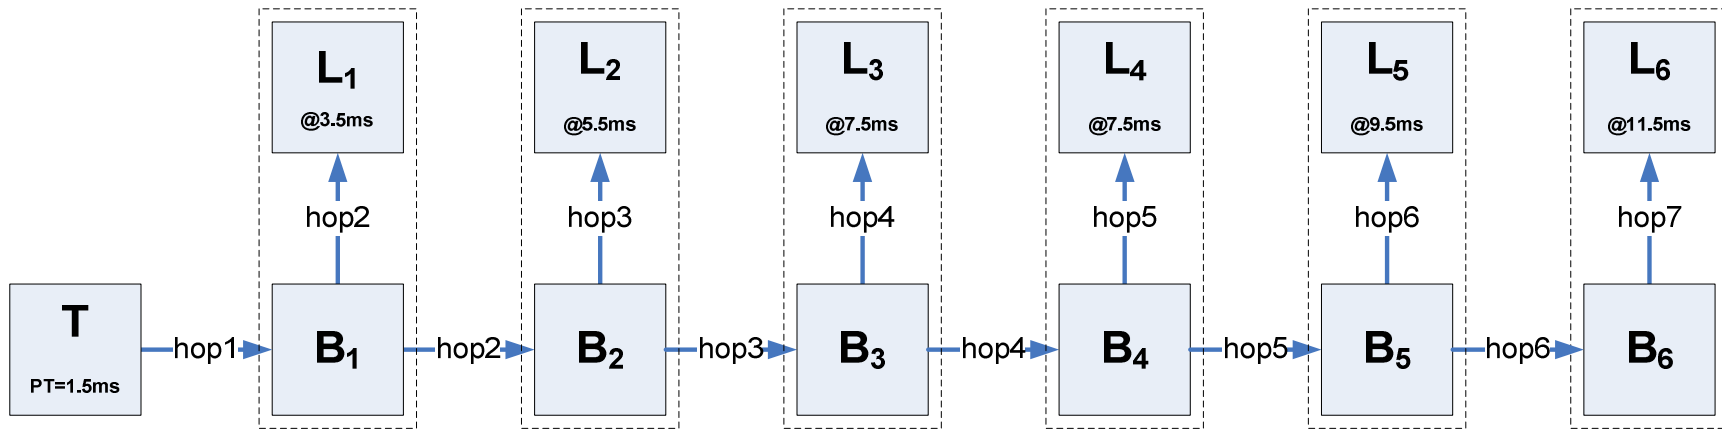 L1
@3.5ms
L2
@5.5ms
L3
@7.5ms
L4
@7.5ms
L5
@9.5ms
L6
@11.5ms
hop2
hop3
hop4
hop5
hop6
hop7
T
PT=1.5ms
hop1
B1
hop2
B2
hop3
B3
hop4
B4
hop5
B5
hop6
B6